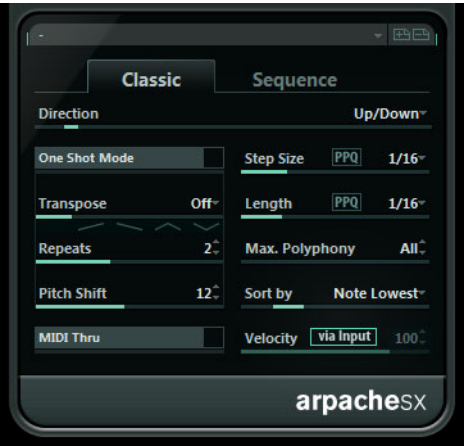 -
Classic Sequence
Direction Up/Down
One Shot Mode
Step Size PPQ 1/16
Transpose Off
Length PPQ 1/16
Repeats 2
Max. Polyphony All
Pitch Shift 12
Sort by Note Lowest
MIDI Thru
Velocity via Input 100
arpacheSX